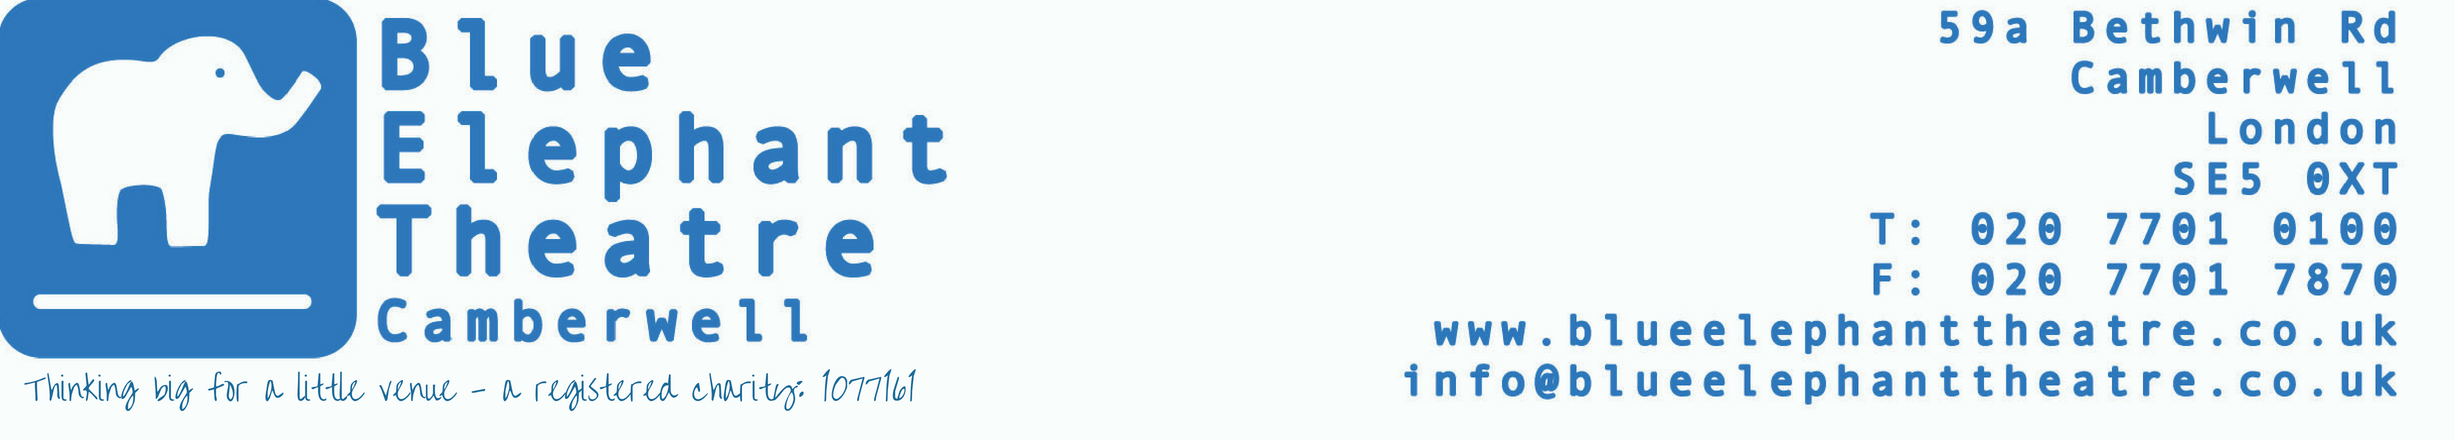 Blue
Elephant
Theatre
Camberwell
Thinking big for a little venue - a registered charity: 1077161
59a Bethwin Rd
Camberwell
London
SE5 0XT
T: 020 7701 0100
F: 020 7701 7870
www.blueelephanttheatre.co.uk
info@blueelephanttheatre.co.uk